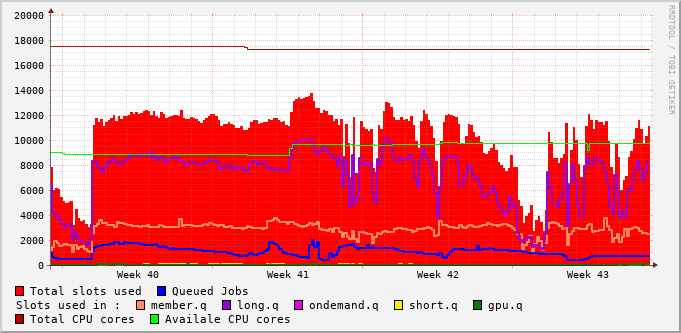 20000
18000
16000
14000
12000
10000
8000
6000
4000
2000
0
Week 40 Week 41 Week 42 Week 43
Total slots used Queued Jobs
Slots used in : member.q long.q ondemand.q short.q gpu.q
Total CPU cores Availale CPU cores
RRDTOOL / TOBI OETIKER